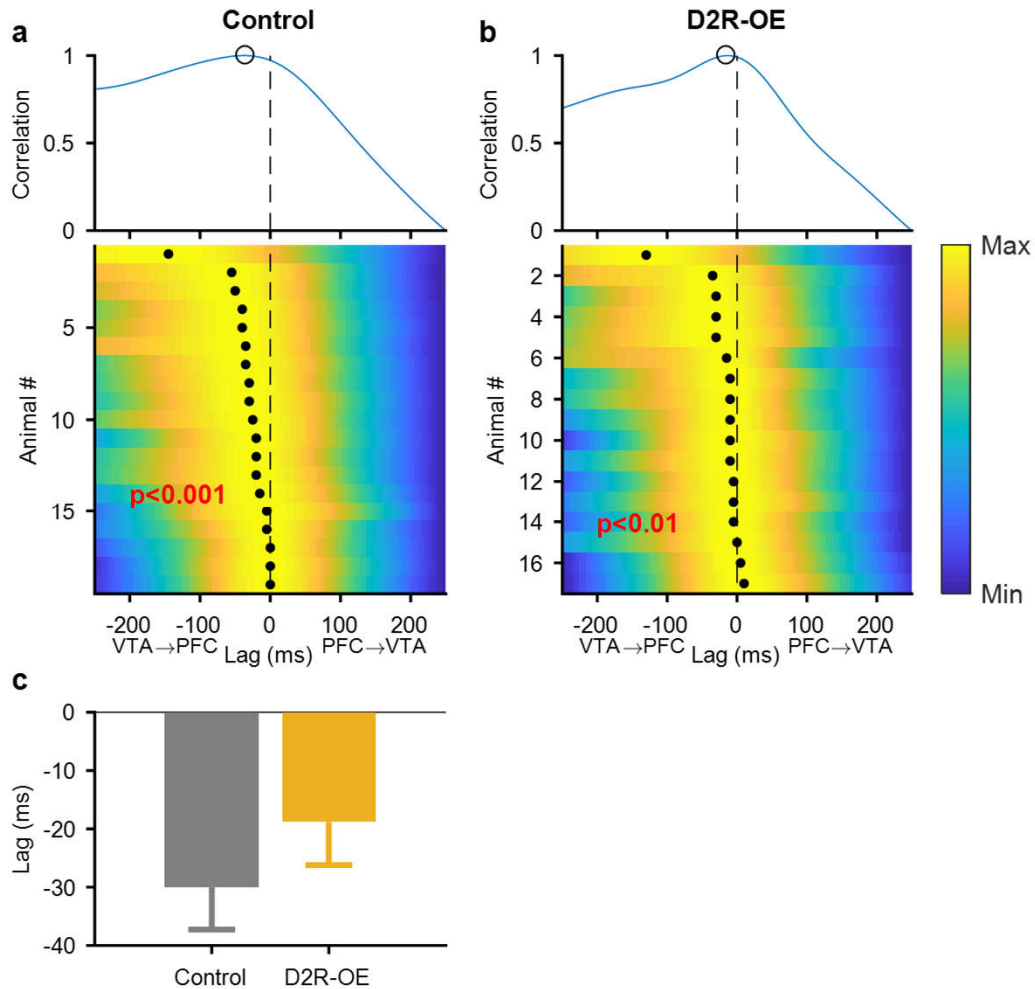 a
Control
Correlation
1
0.5
0
Animal #
5
10
15
p<0.001
-200
-100
0
100
200
VTA→PFC
Lag (ms)
PFC→VTA
b
D2R-OE
Correlation
1
0.5
0
Animal #
2
4
6
8
10
12
14
16
p<0.01
-200
-100
0
100
200
VTA→PFC
Lag (ms)
PFC→VTA
Max
Min
c
Lag (ms)
0
-10
-20
-30
-40
Control
D2R-OE